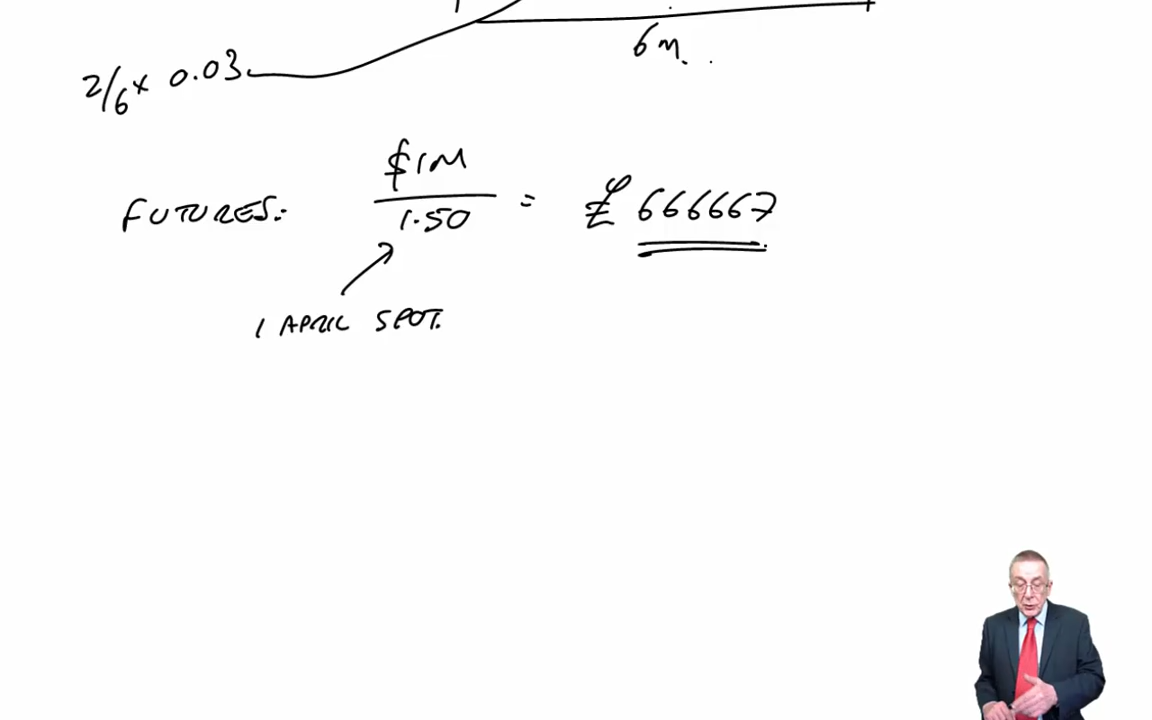 6m.
2/6 x 0.03
$1M
FUTURES: 1.50 = £ 666667
1 APRIL SPOT.